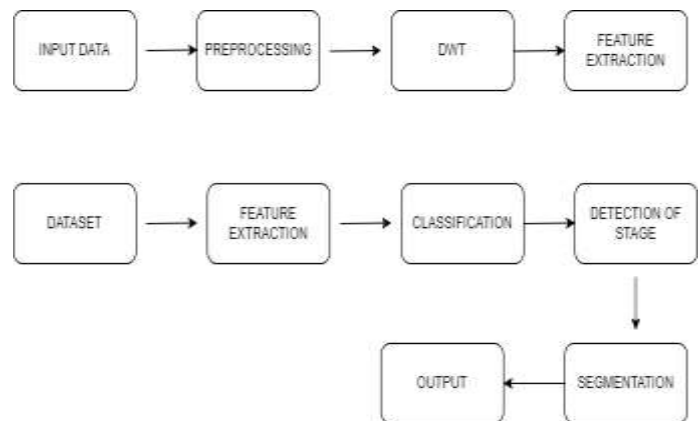 INPUT DATA
PREPROCESSING
DWT
FEATURE
EXTRACTION
DATASET
FEATURE
EXTRACTION
CLASSIFICATION
DETECTION OF
STAGE
OUTPUT
SEGMENTATION